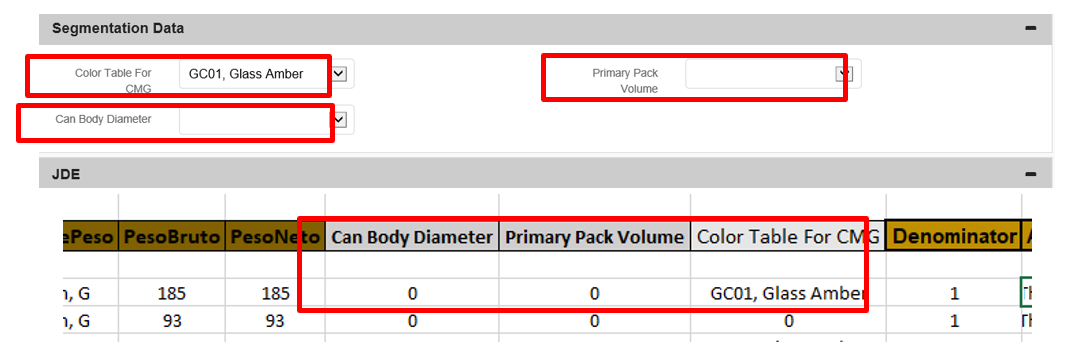 Segmentation Data
Color Table For CMG
GC01, Glass Amber
Primary Pack Volume
Can Body Diameter
JDE
ePeso PesoBruto PesoNeto Can Body Diameter Primary Pack Volume Color Table For CMG Denominator
, G 185 185 0 0 GC01, Glass Amber 1
, G 93 93 0 0 0 1